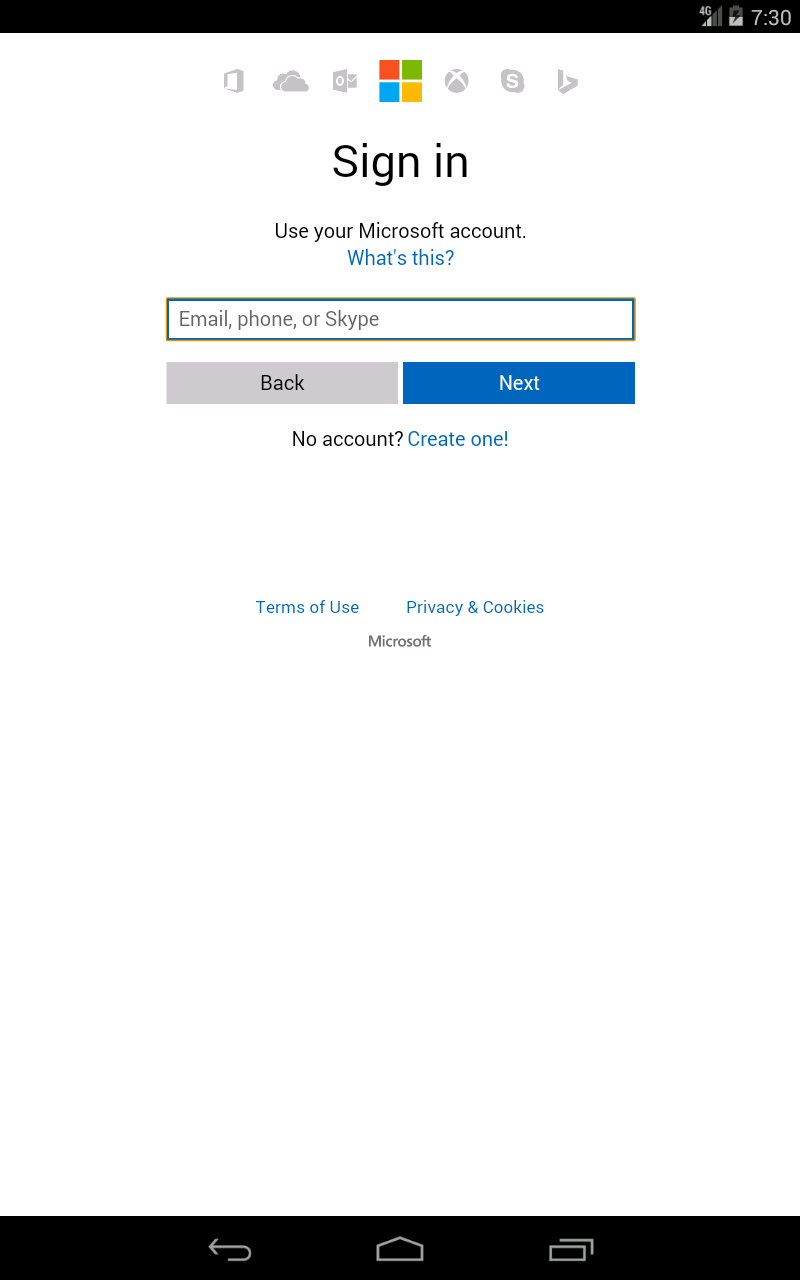 4G 7:30
Sign in
Use your Microsoft account.
What's this?
Email, phone, or Skype
Back Next
No account? Create one!
Terms of Use Privacy & Cookies
Microsoft